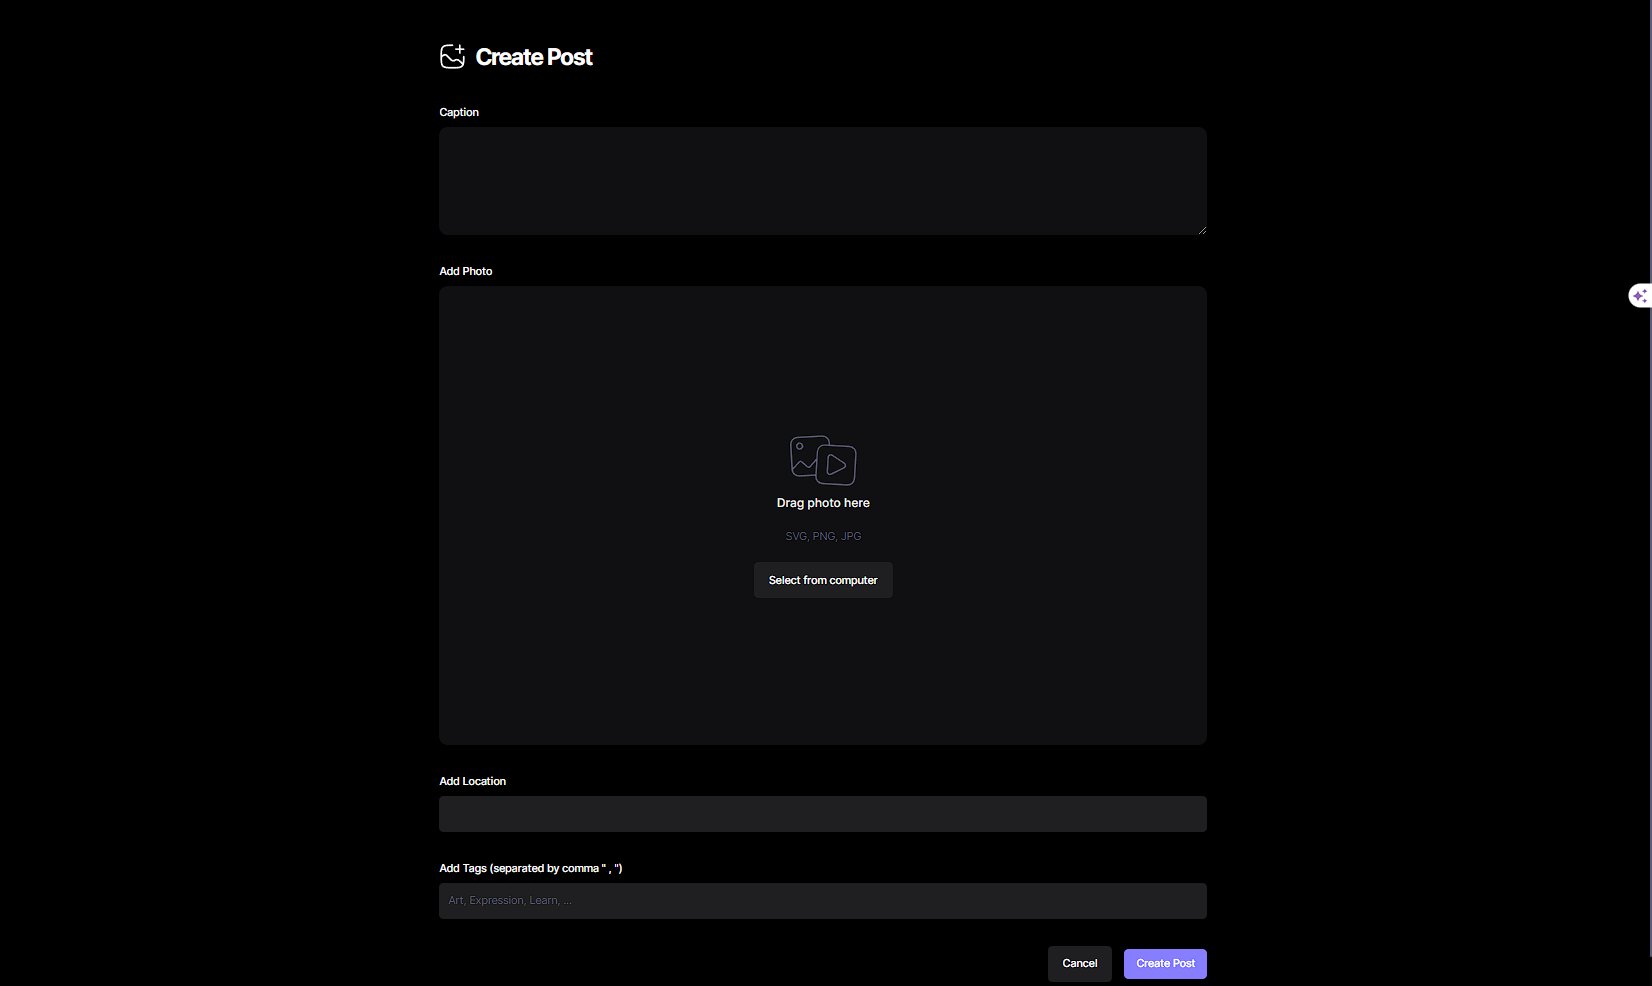 Create Post
Caption
Add Photo
Drag photo here
SVG, PNG, JPG
Select from computer
Add Location
Add Tags (separated by comma " , ")
Art, Expression, Learn, ...
Cancel
Create Post